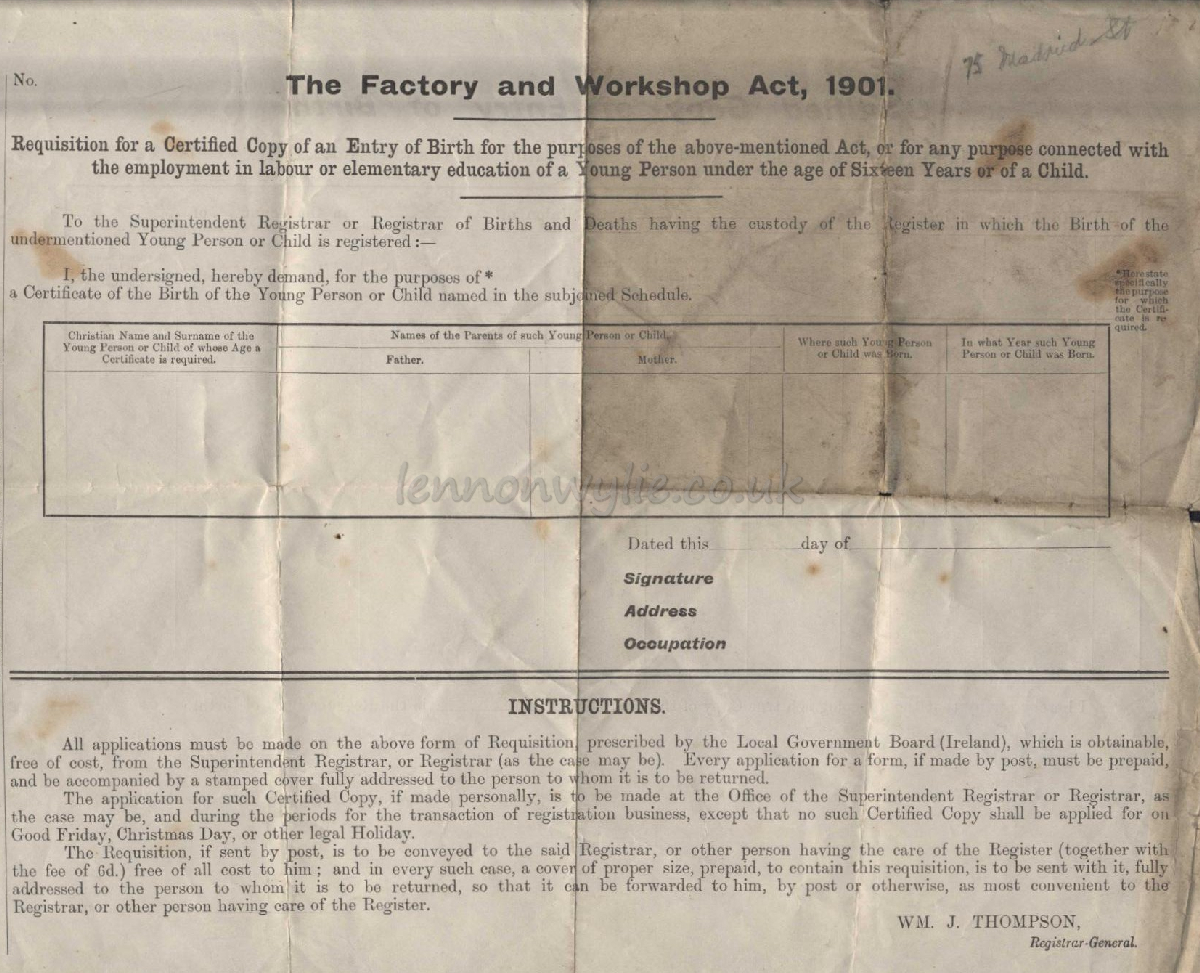 75 Madrid St
No.
The Factory and Workshop Act, 1901.
Requisition for a Certified Copy of an Entry of Birth for the purposes of the above-mentioned Act, or for any purpose connected with
the employment in labour or elementary education of a Young Person under the age of Sixteen Years or of a Child.
To the Superintendent Registrar or Registrar of Births and Deaths having the custody of the Register in which the Birth of the
undermentioned Young Person or Child is registered :—
I, the undersigned, hereby demand, for the purposes of *
a Certificate of the Birth of the Young Person or Child named in the subjoined Schedule.
* Here state
specifically
the purpose
for which
the Certifi-
cate is re
quired.
Christian Name and Surname of the
Young Person or Child of whose Age a
Certificate is required.
Names of the Parents of such Young Person or Child.
Father.
Mother.
Where such Young Person
or Child was Born.
In what Year such Young
Person or Child was Born.
lennonwylie.co.uk
Dated this day of
Signature
Address
Occupation
INSTRUCTIONS.
All applications must be made on the above form of Requisition, prescribed by the Local Government Board (Ireland), which is obtainable,
free of cost, from the Superintendent Registrar, or Registrar (as the case may be). Every application for a form, if made by post, must be prepaid,
and be accompanied by a stamped cover fully addressed to the person to whom it is to be returned.
The application for such Certified Copy, if made personally, is to be made at the Office of the Superintendent Registrar or Registrar, as
the case may be, and during the periods for the transaction of registration business, except that no such Certified Copy shall be applied for on
Good Friday, Christmas Day, or other legal Holiday.
The Requisition, if sent by post, is to be conveyed to the said Registrar, or other person having the care of the Register (together with
the fee of 6d.) free of all cost to him ; and in every such case, a cover of proper size, prepaid, to contain this requisition, is to be sent with it, fully
addressed to the person to whom it is to be returned, so that it can be forwarded to him, by post or otherwise, as most convenient to the
Registrar, or other person having care of the Register.
WM. J. THOMPSON,
Registrar-General.